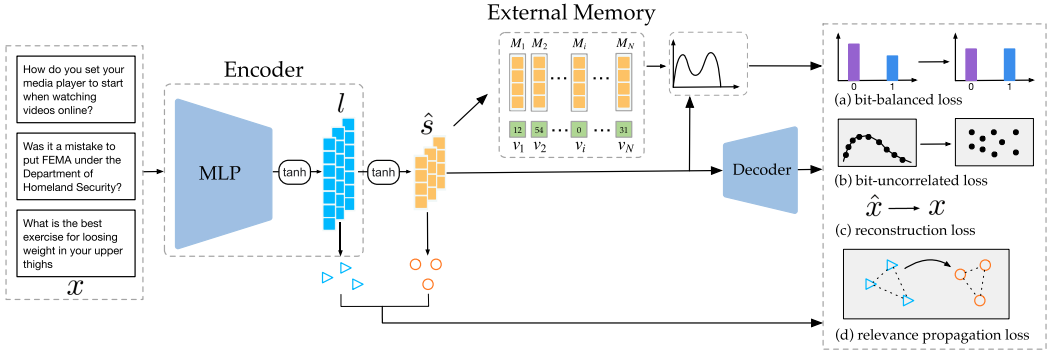 How do you set your
media player to start
when watching
videos online?
Was it a mistake to
put FEMA under the
Department of
Homeland Security?
What is the best
exercise for loosing
weight in your upper
thighs
x
Encoder
MLP
tanh
l
tanh
ŝ
External Memory
M₁ M₂ Mᵢ M_N
... ...
12 54 0 31
... ...
v₁ v₂ vᵢ v_N
Decoder
0 1 0 1
(a) bit-balanced loss
(b) bit-uncorrelated loss
x̂ → x
(c) reconstruction loss
(d) relevance propagation loss